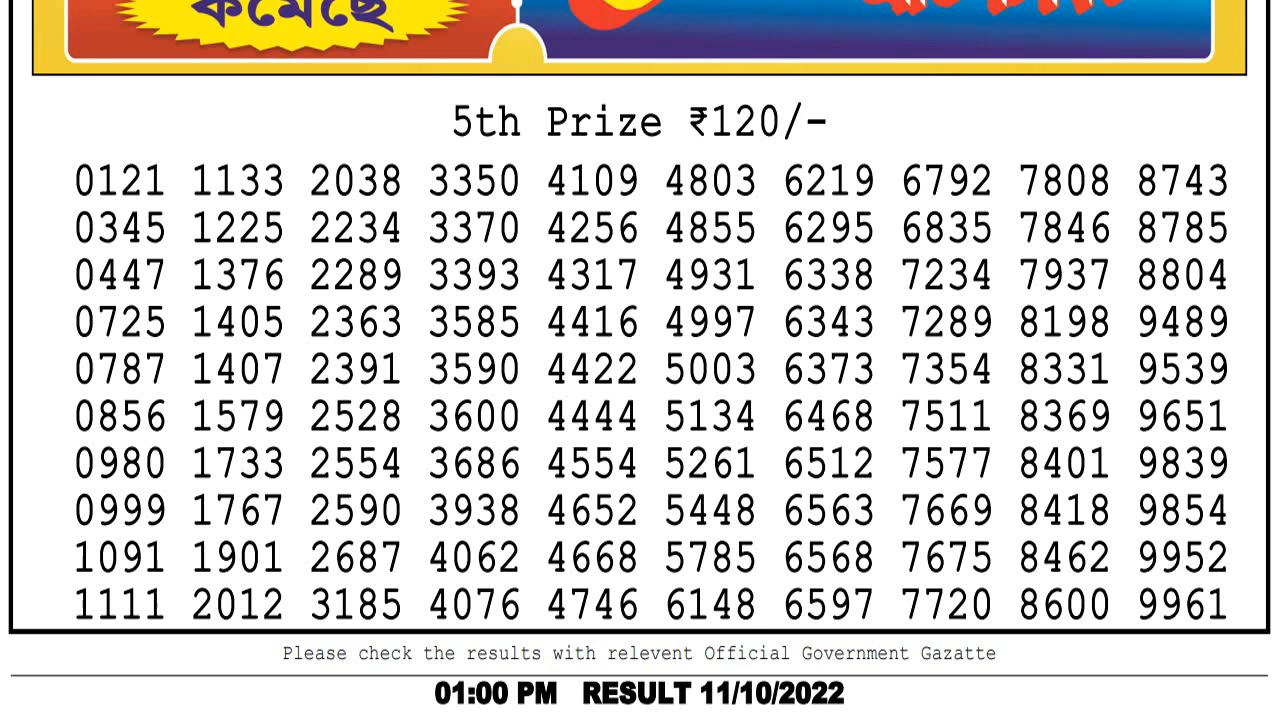 কমেছে
5th Prize ₹120/-
0121 1133 2038 3350 4109 4803 6219 6792 7808 8743
0345 1225 2234 3370 4256 4855 6295 6835 7846 8785
0447 1376 2289 3393 4317 4931 6338 7234 7937 8804
0725 1405 2363 3585 4416 4997 6343 7289 8198 9489
0787 1407 2391 3590 4422 5003 6373 7354 8331 9539
0856 1579 2528 3600 4444 5134 6468 7511 8369 9651
0980 1733 2554 3686 4554 5261 6512 7577 8401 9839
0999 1767 2590 3938 4652 5448 6563 7669 8418 9854
1091 1901 2687 4062 4668 5785 6568 7675 8462 9952
1111 2012 3185 4076 4746 6148 6597 7720 8600 9961
Please check the results with relevent Official Government Gazatte
01:00 PM RESULT 11/10/2022